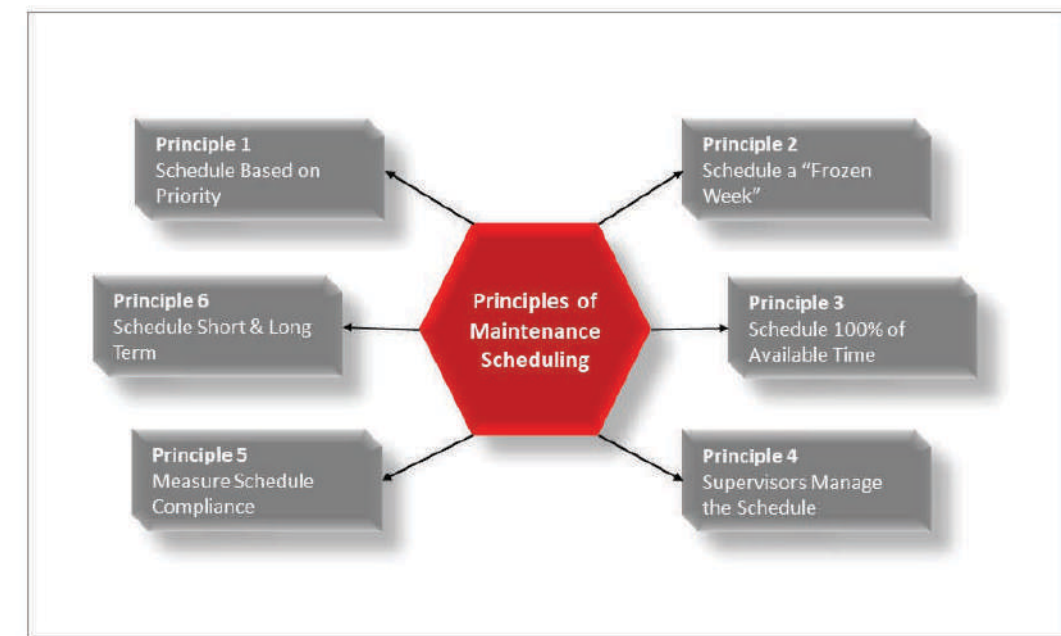 Principle 1
Schedule Based on
Priority
Principle 2
Schedule a “Frozen
Week”
Principle 6
Schedule Short & Long
Term
Principles of
Maintenance
Scheduling
Principle 3
Schedule 100% of
Available Time
Principle 5
Measure Schedule
Compliance
Principle 4
Supervisors Manage
the Schedule